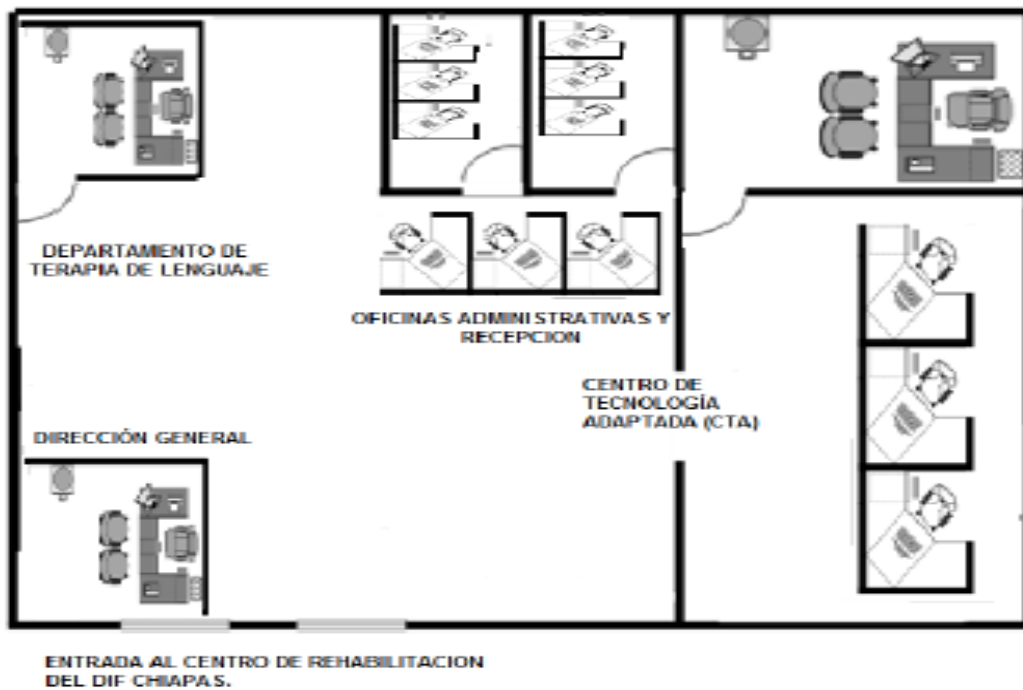 DEPARTAMENTO DE
TERAPIA DE LENGUAJE
OFICINAS ADMINISTRATIVAS Y
RECEPCION
CENTRO DE
TECNOLOGÍA
ADAPTADA (CTA)
DIRECCIÓN GENERAL
ENTRADA AL CENTRO DE REHABILITACION
DEL DIF CHIAPAS.